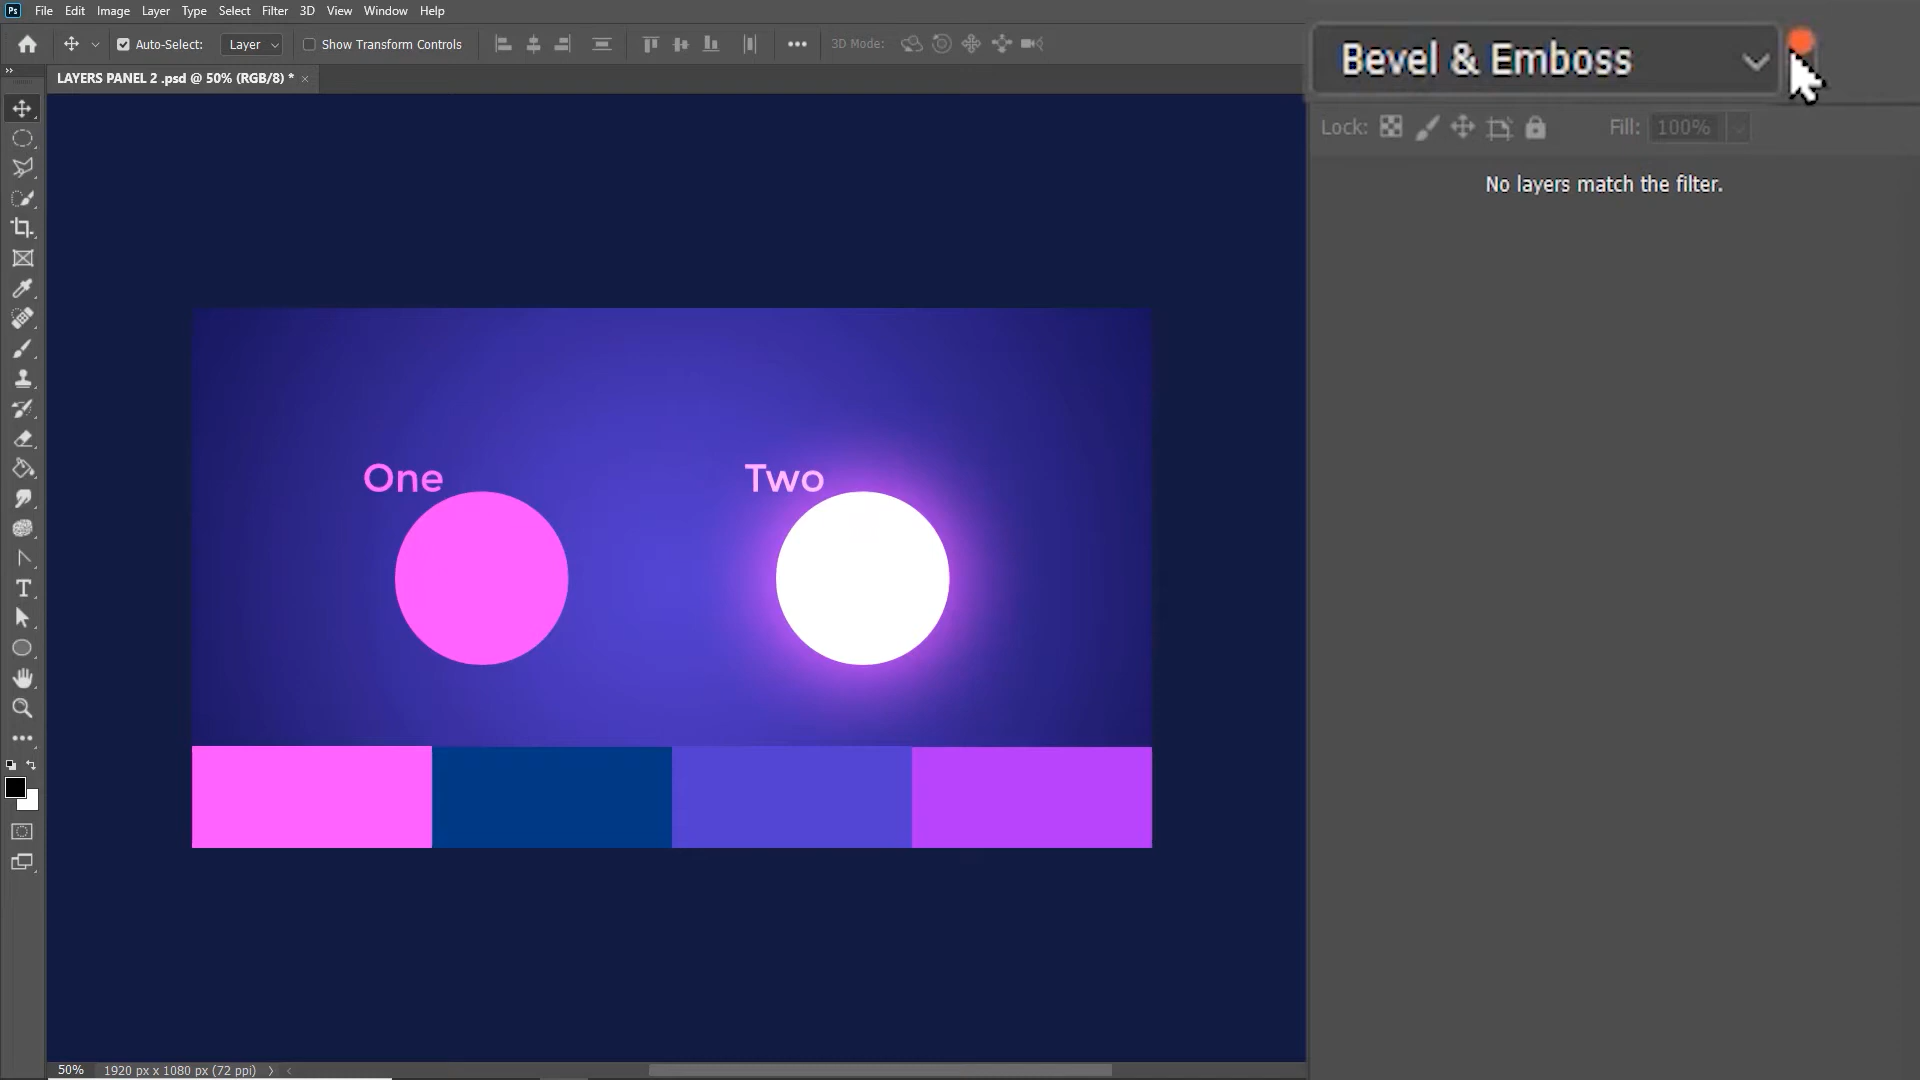 Ps File Edit Image Layer Type Select Filter 3D View Window Help
Auto-Select: Layer Show Transform Controls 3D Mode:
Bevel & Emboss
LAYERS PANEL 2 .psd @ 50% (RGB/8) *
Lock: Fill: 100%
No layers match the filter.
One Two
50% 1920 px x 1080 px (72 ppi)